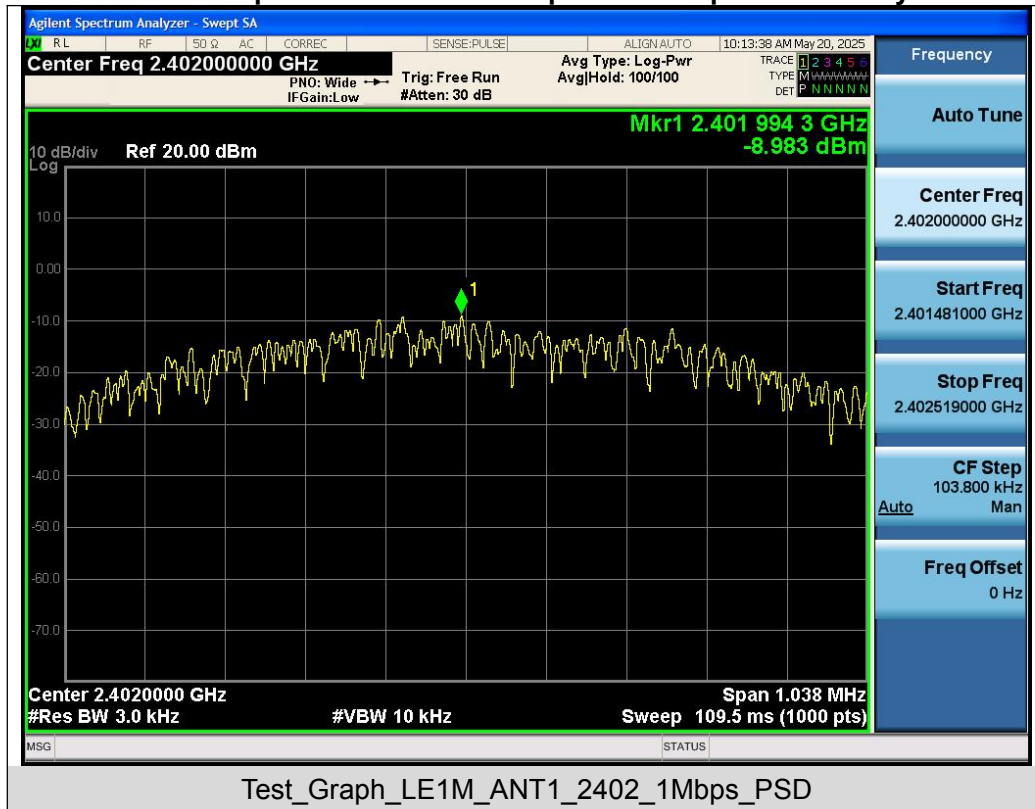 Agilent Spectrum Analyzer - Swept SA
LXI RL RF 50 Ω AC CORREC SENSE:PULSE ALIGN AUTO 10:13:38 AM May 20, 2025
Center Freq 2.402000000 GHz
PNO: Wide
IFGain:Low
Trig: Free Run
#Atten: 30 dB
Avg Type: Log-Pwr
Avg|Hold: 100/100
TRACE 1 2 3 4 5 6
TYPE M WWWWW
DET P N N N N N
Mkr1 2.401 994 3 GHz
-8.983 dBm
10 dB/div Ref 20.00 dBm
Log
10.0
0.00
-10.0
-20.0
-30.0
-40.0
-50.0
-60.0
-70.0
1
Center 2.4020000 GHz Span 1.038 MHz
#Res BW 3.0 kHz #VBW 10 kHz Sweep 109.5 ms (1000 pts)
MSG STATUS
Frequency
Auto Tune
Center Freq
2.402000000 GHz
Start Freq
2.401481000 GHz
Stop Freq
2.402519000 GHz
CF Step
103.800 kHz
Auto Man
Freq Offset
0 Hz
Test_Graph_LE1M_ANT1_2402_1Mbps_PSD